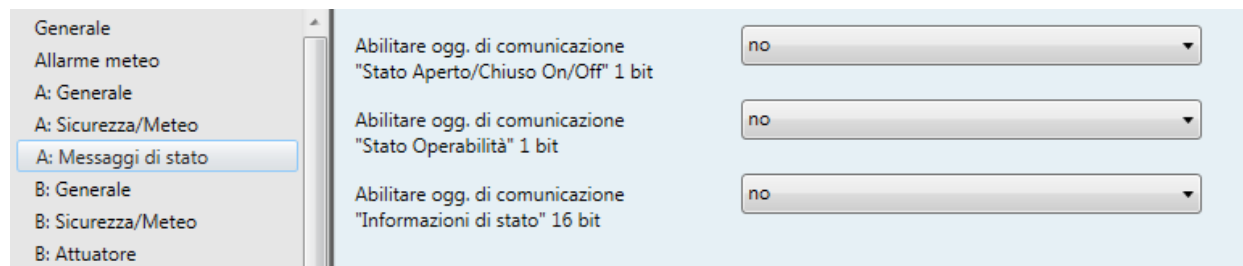 Generale
Allarme meteo
A: Generale
A: Sicurezza/Meteo
A: Messaggi di stato
B: Generale
B: Sicurezza/Meteo
B: Attuatore
Abilitare ogg. di comunicazione
"Stato Aperto/Chiuso On/Off" 1 bit
no
Abilitare ogg. di comunicazione
"Stato Operabilità" 1 bit
no
Abilitare ogg. di comunicazione
"Informazioni di stato" 16 bit
no